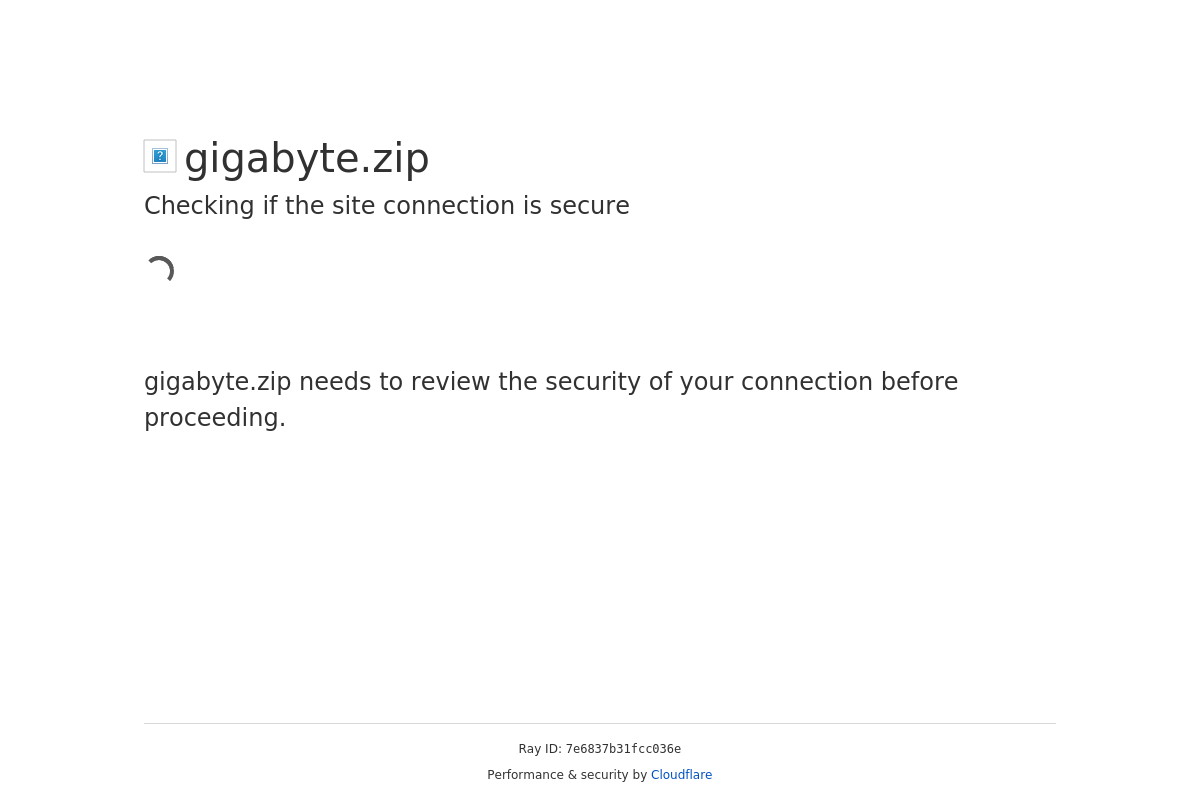 gigabyte.zip
Checking if the site connection is secure
gigabyte.zip needs to review the security of your connection before
proceeding.
Ray ID: 7e6837b31fcc036e
Performance & security by Cloudflare